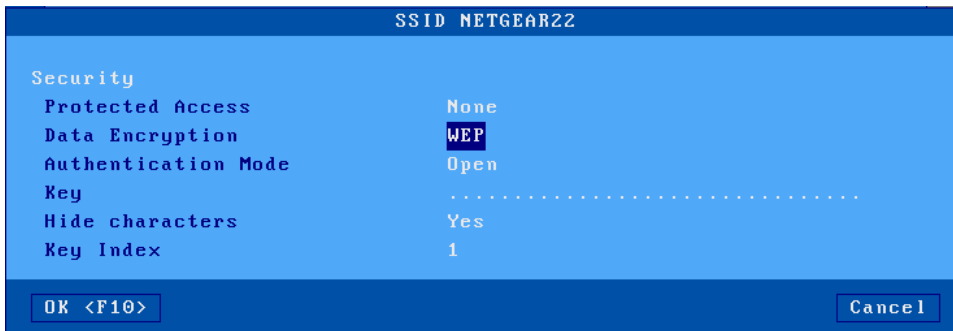 SSID NETGEAR22
Security
Protected Access None
Data Encryption WEP
Authentication Mode Open
Key ................................
Hide characters Yes
Key Index 1
OK <F10> Cancel